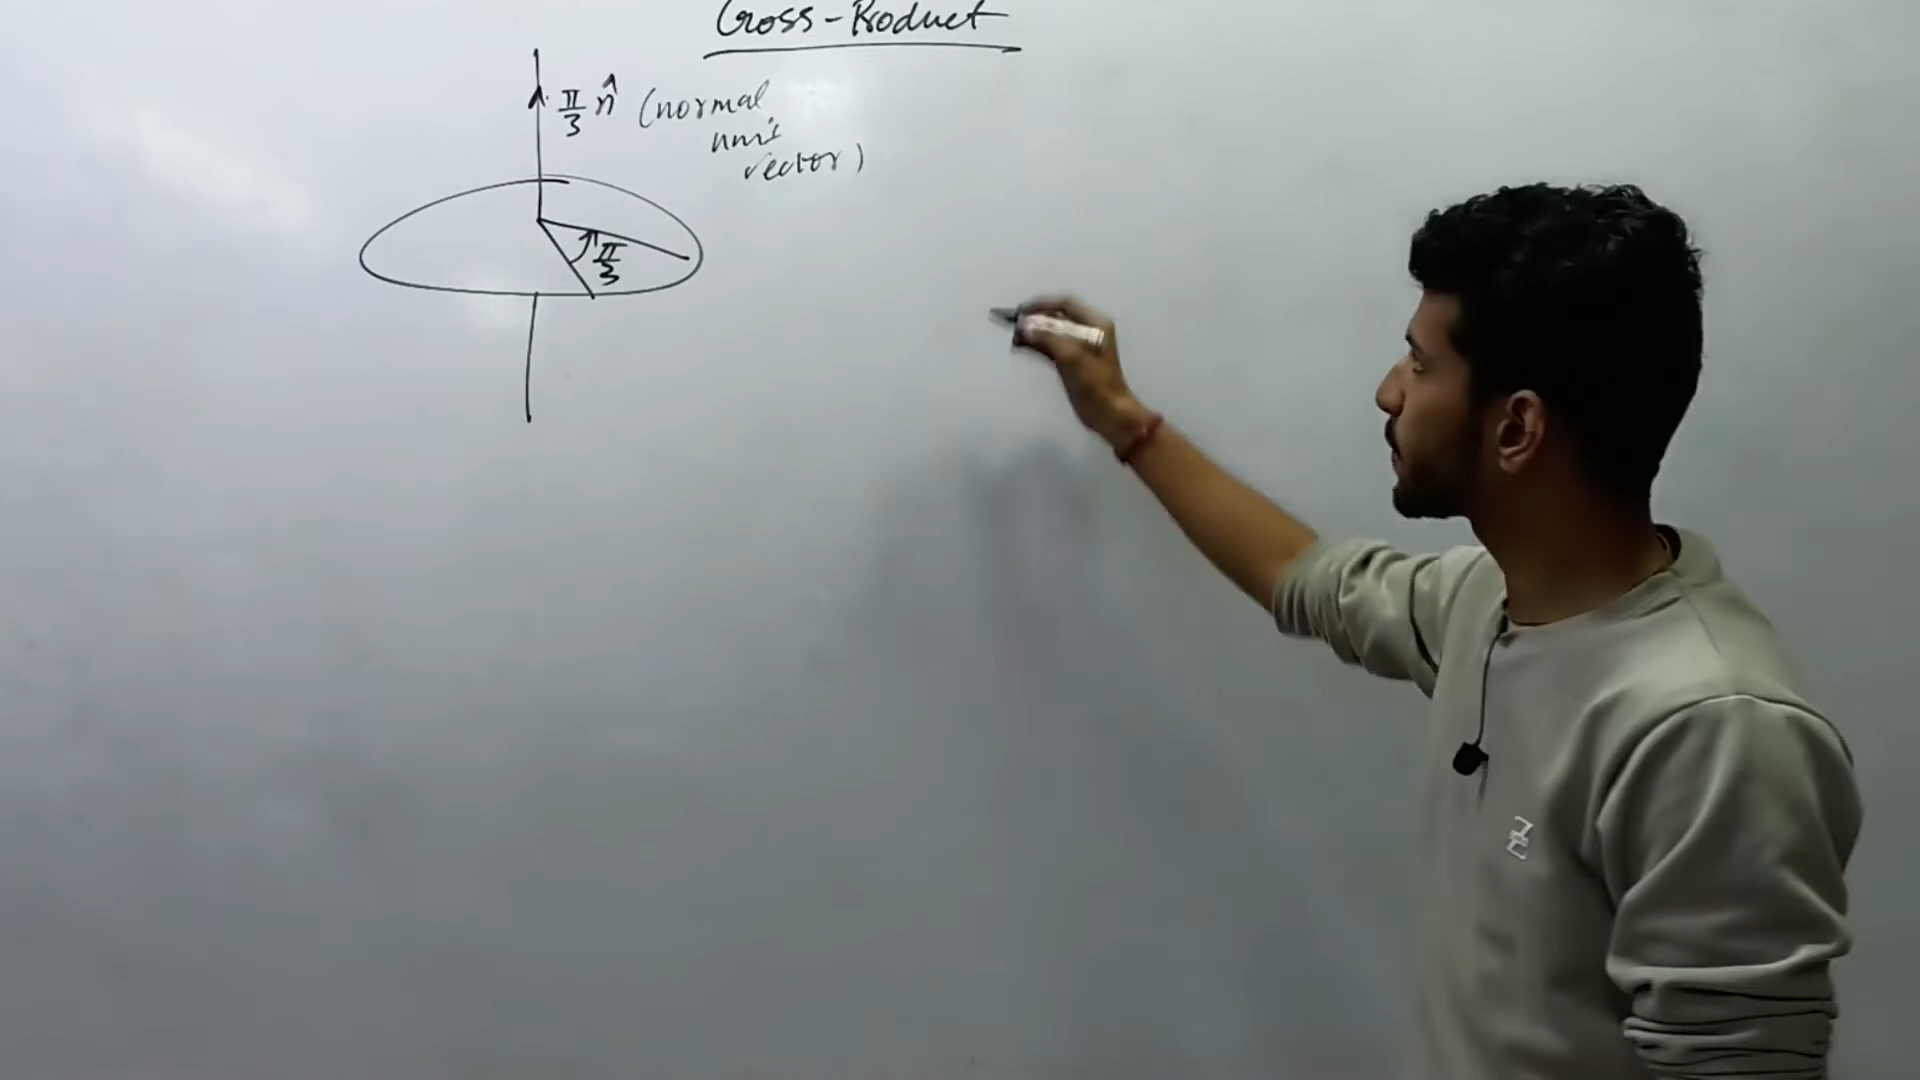 Cross-Product
π/3 n̂ (normal
unit
vector)
π/3